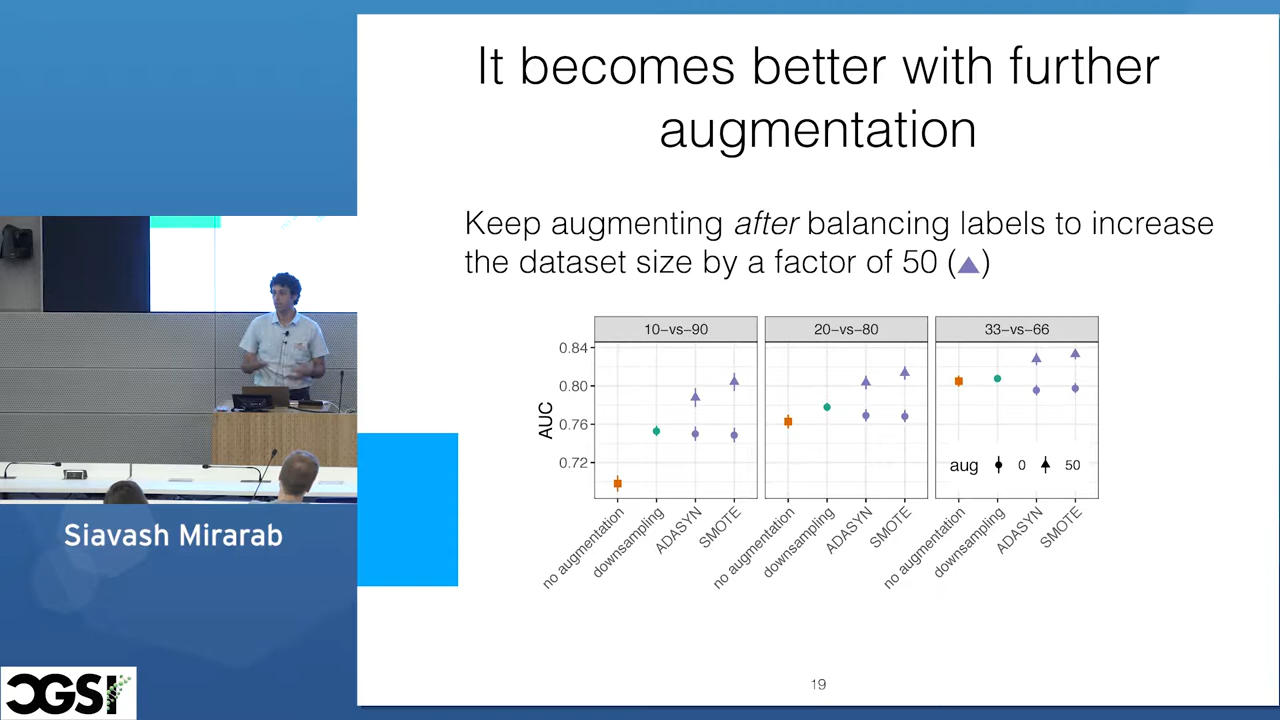 It becomes better with further
augmentation
Keep augmenting after balancing labels to increase
the dataset size by a factor of 50 (▲)
10-vs-90
20-vs-80
33-vs-66
0.84
0.80
0.76
0.72
AUC
aug 0 50
no augmentation
downsampling
ADASYN
SMOTE
no augmentation
downsampling
ADASYN
SMOTE
no augmentation
downsampling
ADASYN
SMOTE
19
Siavash Mirarab
CGSI